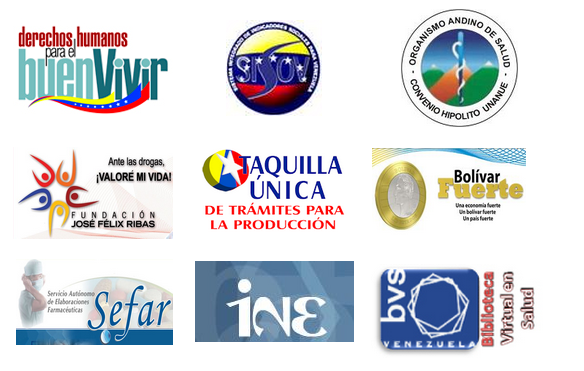 derechos humanos
para el
buenVivir
SISTEMA INTEGRADO DE INDICADORES SOCIALES PARA VENEZUELA
SISOV
ORGANISMO ANDINO DE SALUD
CONVENIO HIPOLITO UNANUE
Ante las drogas,
¡VALORÉ MI VIDA!
FUNDACIÓN
JOSÉ FÉLIX RIBAS
TAQUILLA
ÚNICA
DE TRÁMITES PARA
LA PRODUCCIÓN
Bolívar
Fuerte
Una economía fuerte
Un bolívar fuerte
Un país fuerte
Servicio Autónomo
de Elaboraciones
Farmacéuticas
Sefar
iNE
bvs
VENEZUELA
Biblioteca
Virtual en
Salud